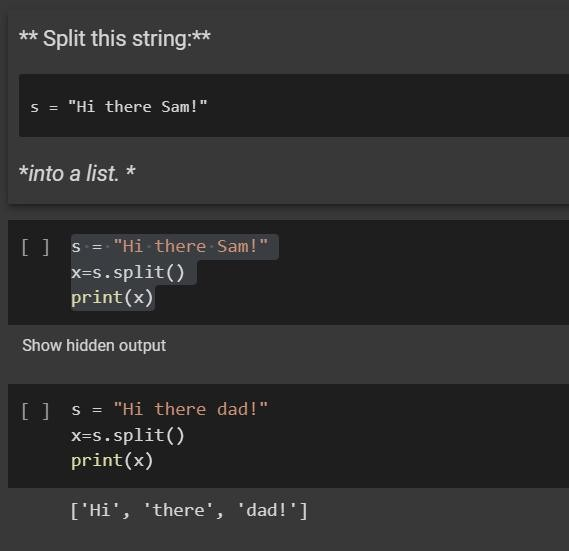 ** Split this string:**
s = "Hi there Sam!"
*into a list. *
[ ] s = "Hi there Sam!"
x=s.split()
print(x)
Show hidden output
[ ] s = "Hi there dad!"
x=s.split()
print(x)
['Hi', 'there', 'dad!']